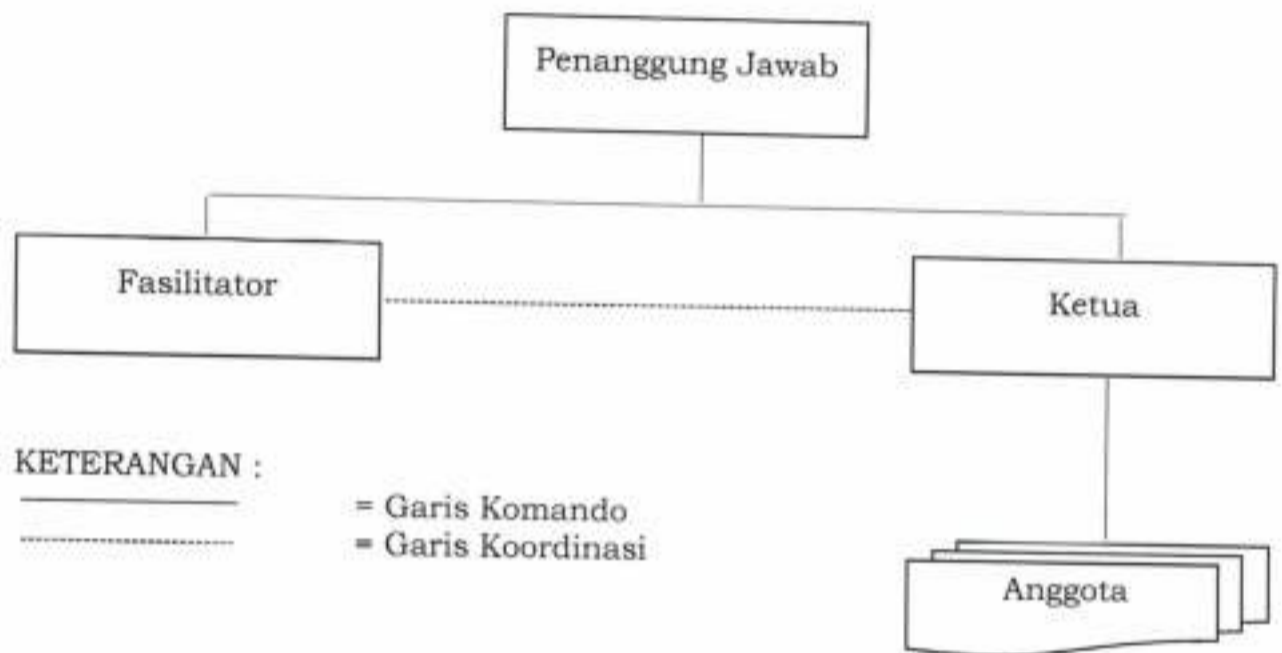 Penanggung Jawab
Fasilitator
Ketua
KETERANGAN :
= Garis Komando
= Garis Koordinasi
Anggota